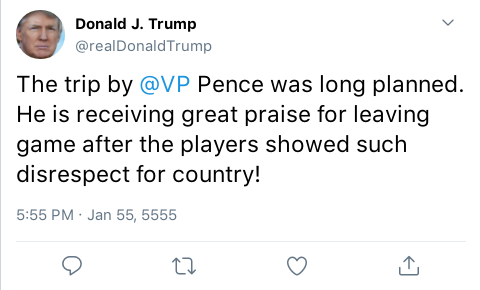 Donald J. Trump
@realDonaldTrump
The trip by @VP Pence was long planned.
He is receiving great praise for leaving
game after the players showed such
disrespect for country!
5:55 PM · Jan 55, 5555